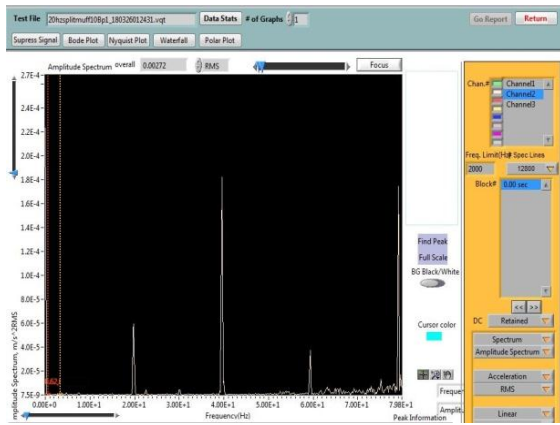 Test File 20hzsplitmuff10Bp1_180326012431.vqt Data Stats # of Graphs 1 Go Report Return
Supress Signal Bode Plot Nyquist Plot Waterfall Polar Plot
Amplitude Spectrum overall 0.00272 RMS Focus
2.7E-4
2.4E-4
2.2E-4
2.0E-4
1.8E-4
1.6E-4
1.4E-4
1.2E-4
1.0E-4
8.0E-5
6.0E-5
4.0E-5
2.0E-5
7.5E-9
mplitude Spectrum, m/s^2RMS
0.00E+0 1.00E+1 2.00E+1 3.00E+1 4.00E+1 5.00E+1 6.00E+1 7.00E+1 7.98E+1
Frequency(Hz)
Find Peak
Full Scale
BG Black/White
Cursor color
Frequer
Amplit
Peak Information
Chan.# Channel1
Channel2
Channel3
Freq. Limit(Hz) # Spec Lines
2000 12800
Block# 0.00 sec
<< >>
DC Retained
Spectrum
Amplitude Spectrum
Acceleration
RMS
Linear